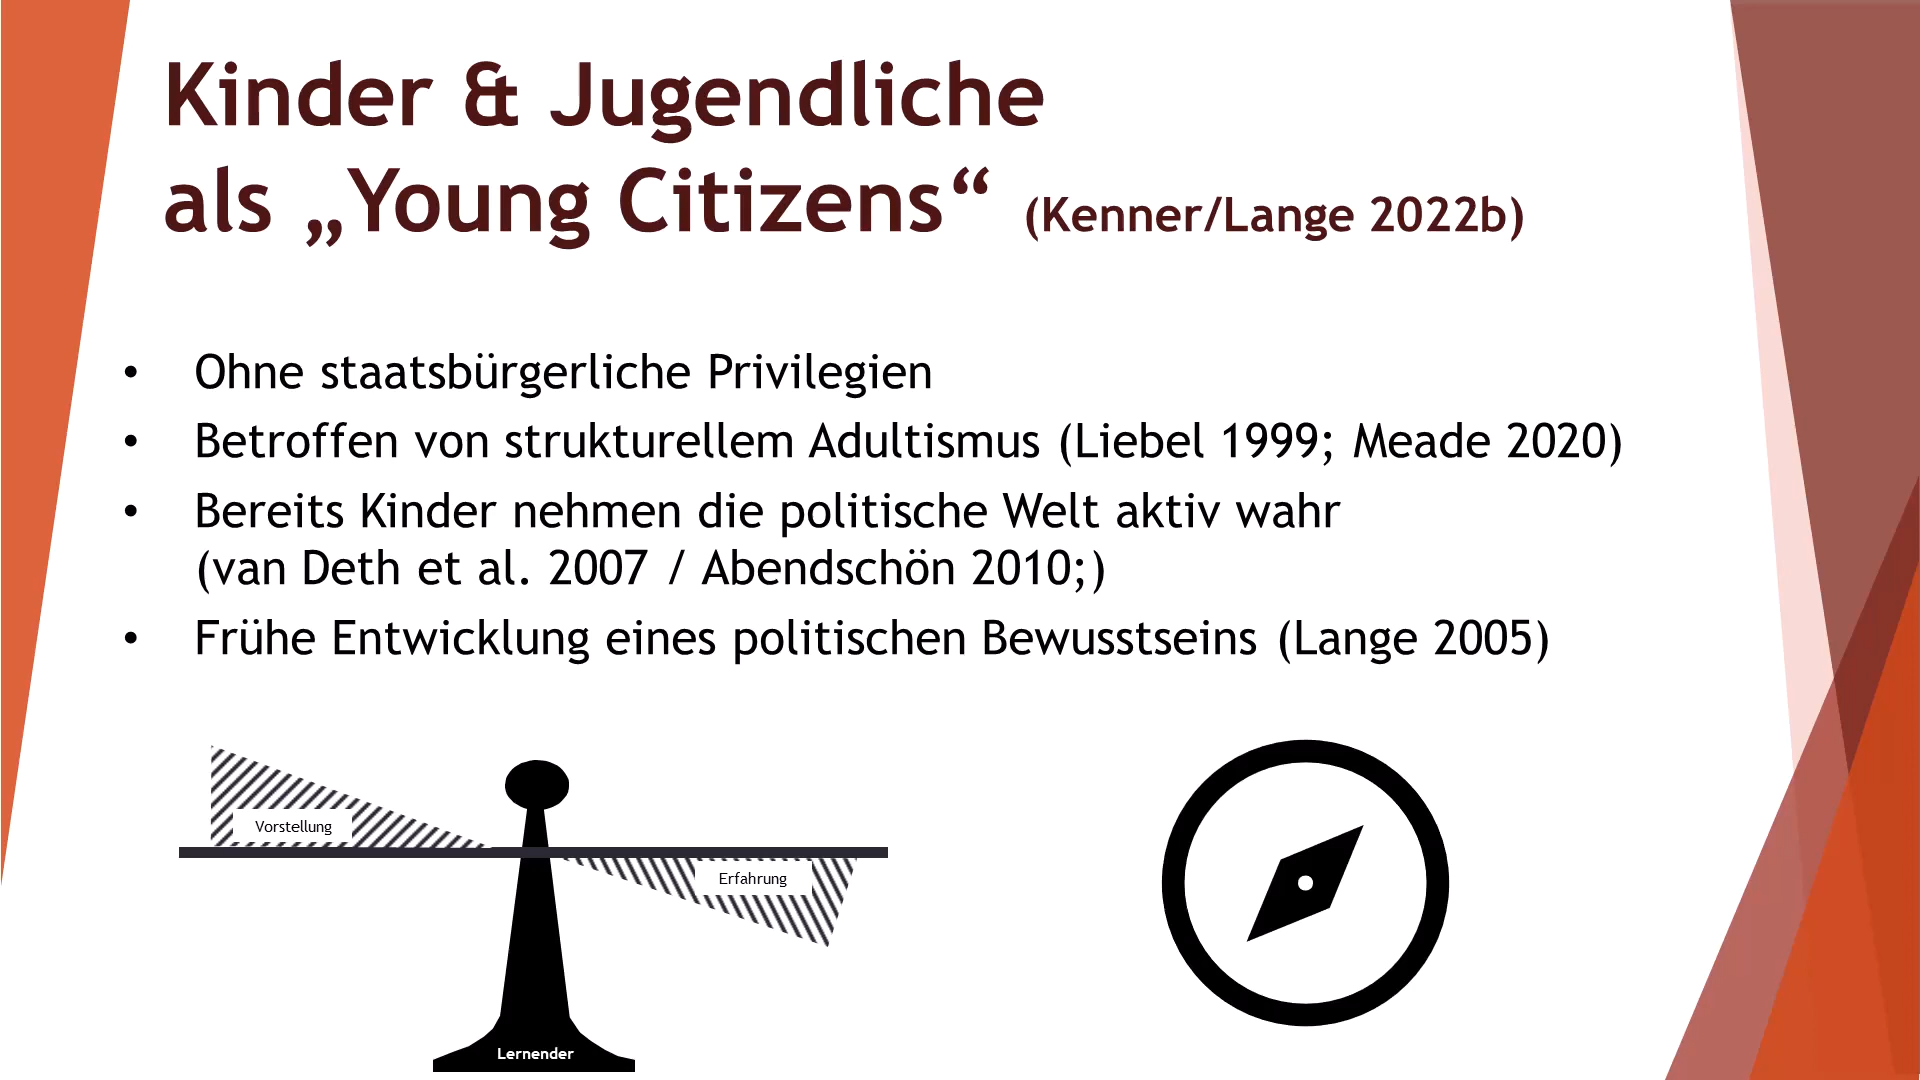 Kinder & Jugendliche
als „Young Citizens“ (Kenner/Lange 2022b)
• Ohne staatsbürgerliche Privilegien
• Betroffen von strukturellem Adultismus (Liebel 1999; Meade 2020)
• Bereits Kinder nehmen die politische Welt aktiv wahr
(van Deth et al. 2007 / Abendschön 2010;)
• Frühe Entwicklung eines politischen Bewusstseins (Lange 2005)
Vorstellung
Erfahrung
Lernender